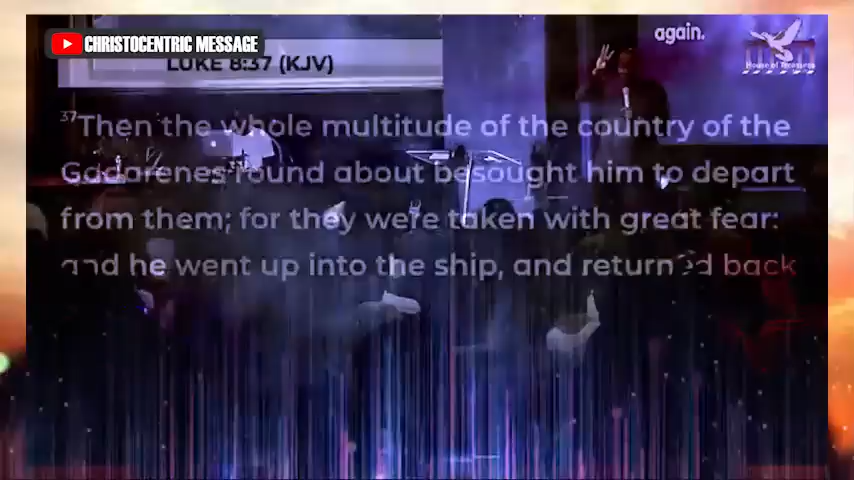 CHRISTOCENTRIC MESSAGE
again.
House of Treasures
LUKE 8:37 (KJV)
37Then the whole multitude of the country of the
Gadarenes round about besought him to depart
from them; for they were taken with great fear:
and he went up into the ship, and returned back